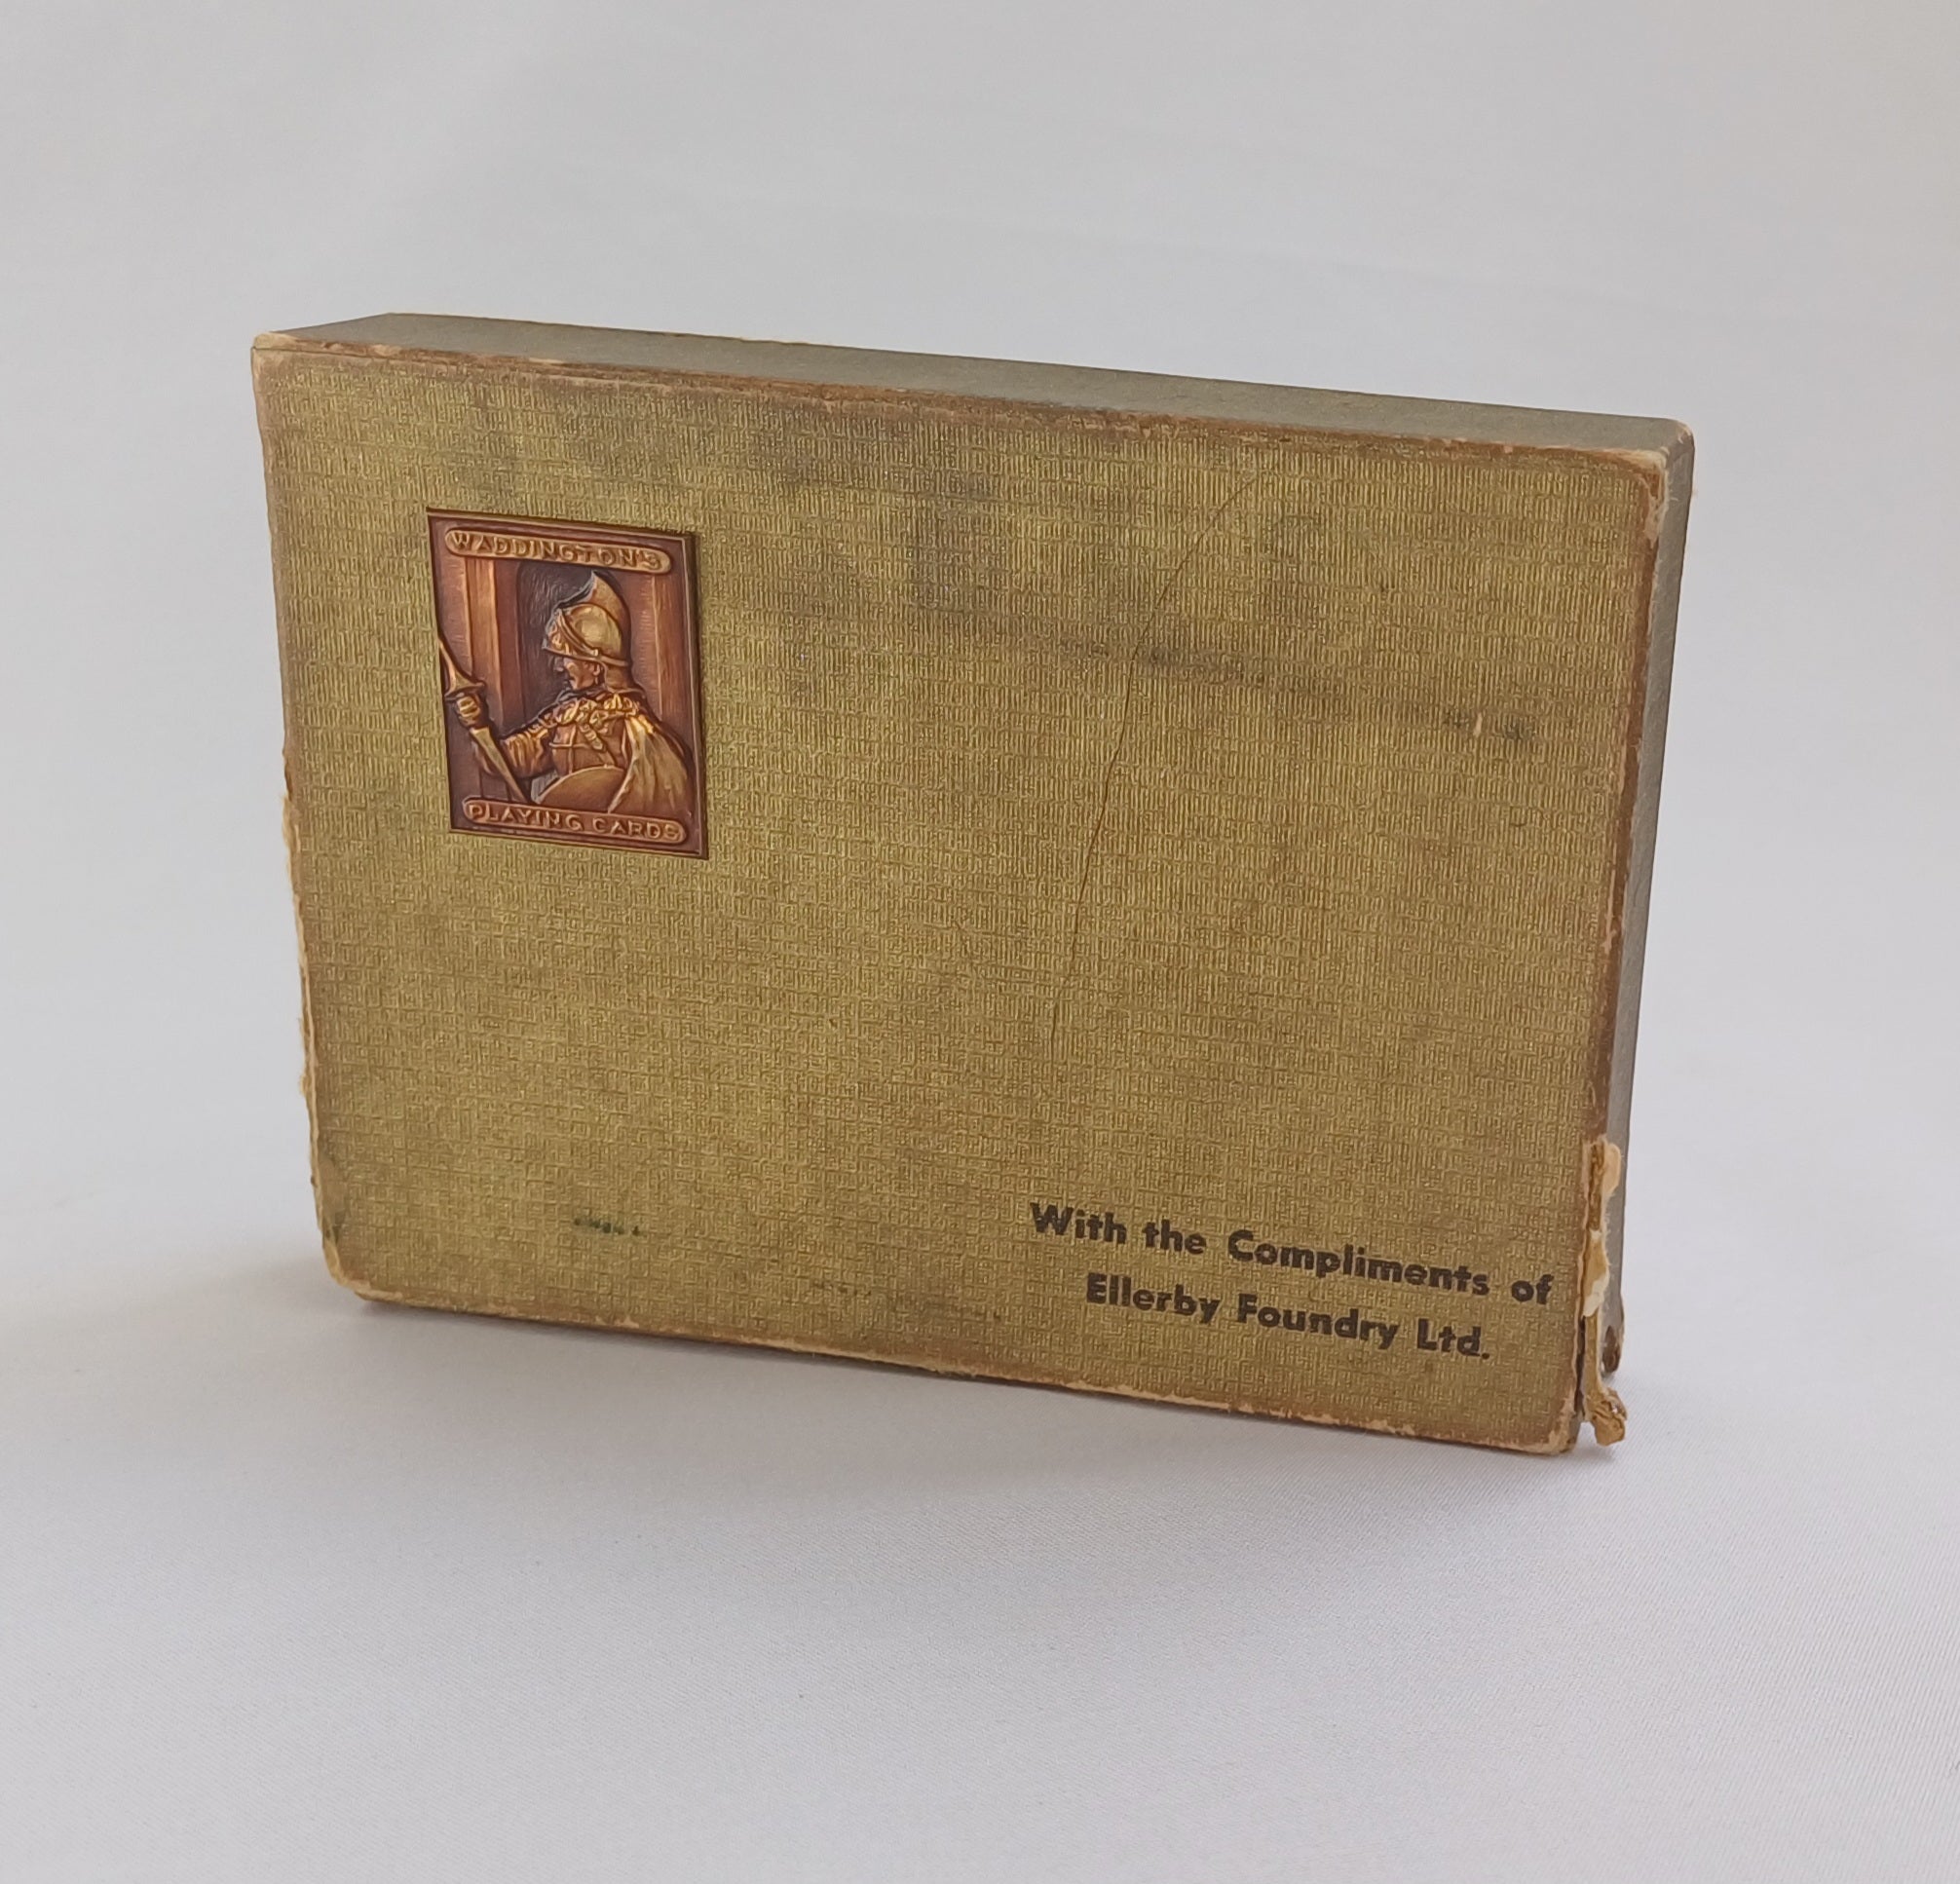 WADDINGTON'S
PLAYING CARDS
With the Compliments of
Ellerby Foundry Ltd.